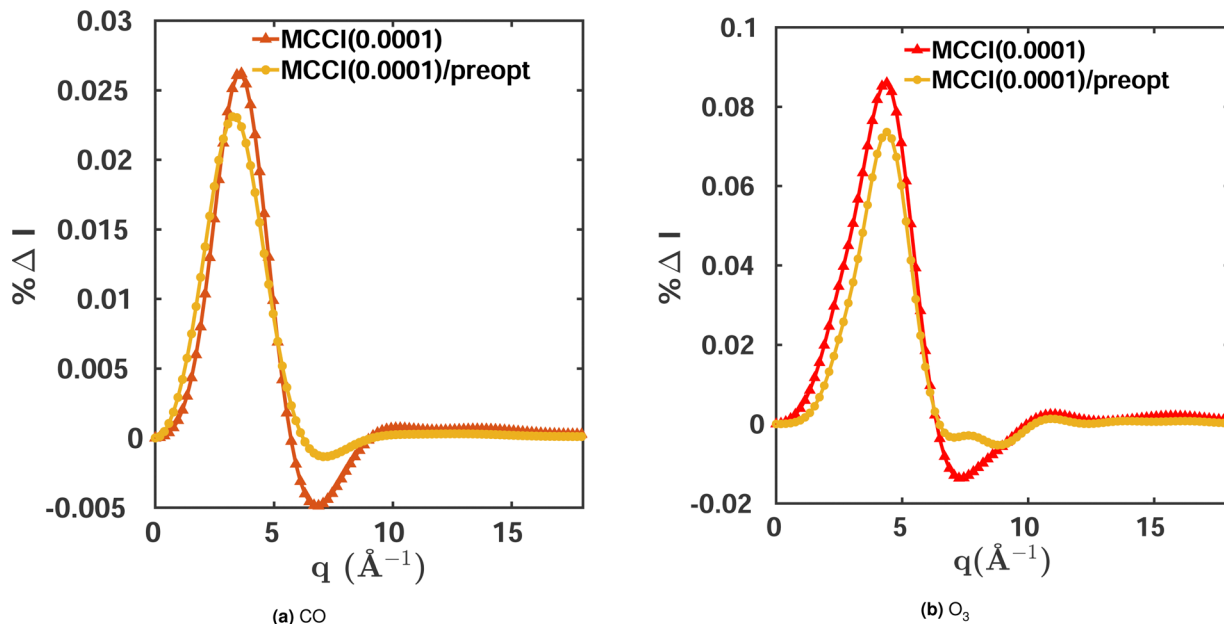 0.03
0.025
0.02
0.015
0.01
0.005
0
-0.005
% Δ I
MCCI(0.0001)
MCCI(0.0001)/preopt
0 5 10 15
q (Å⁻¹)
(a) CO
0.1
0.08
0.06
0.04
0.02
0
-0.02
% Δ I
MCCI(0.0001)
MCCI(0.0001)/preopt
0 5 10 15
q(Å⁻¹)
(b) O₃